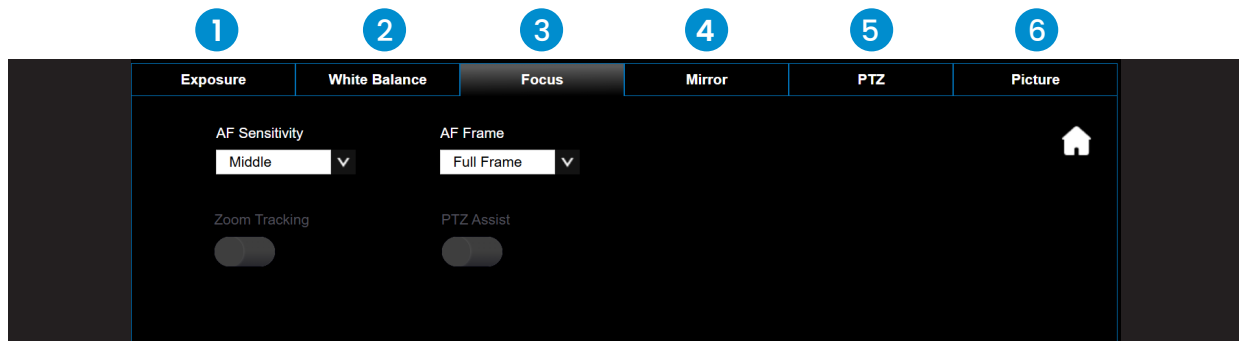 1 2 3 4 5 6
Exposure White Balance Focus Mirror PTZ Picture
AF Sensitivity AF Frame
Middle Full Frame
Zoom Tracking PTZ Assist